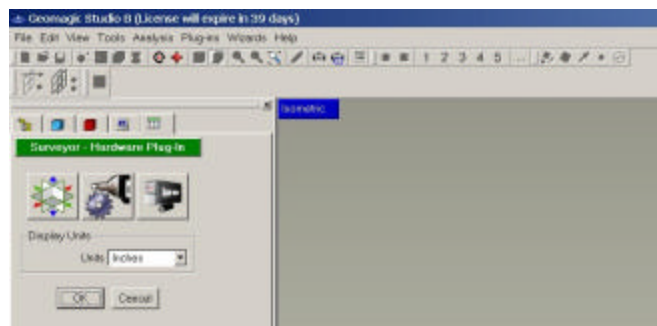 Geomagic Studio 8 (License will expire in 39 days)
File Edit View Tools Analysis Plug-ins Wizards Help
1 2 3 4 5
Isometric
Surveyor - Hardware Plug-In
Display Units
Units Inches
OK Cancel